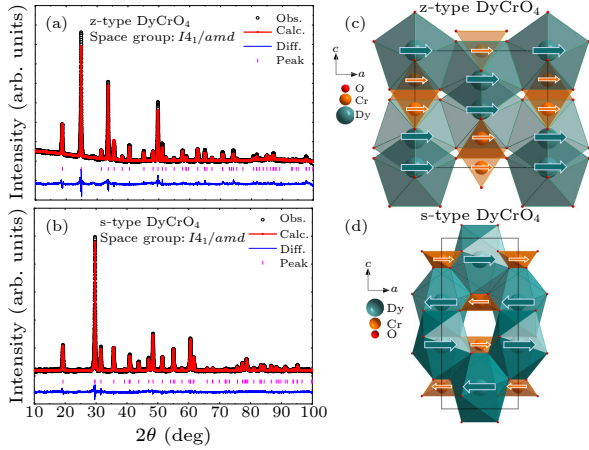 (a)
z-type DyCrO4
Space group: I41/amd
Obs.
Calc.
Diff.
Peak
Intensity (arb. units)
(b)
s-type DyCrO4
Space group: I41/amd
Obs.
Calc.
Diff.
Peak
Intensity (arb. units)
10 20 30 40 50 60 70 80 90 100
2θ (deg)
(c)
z-type DyCrO4
c
a
O
Cr
Dy
(d)
s-type DyCrO4
c
a
Dy
Cr
O